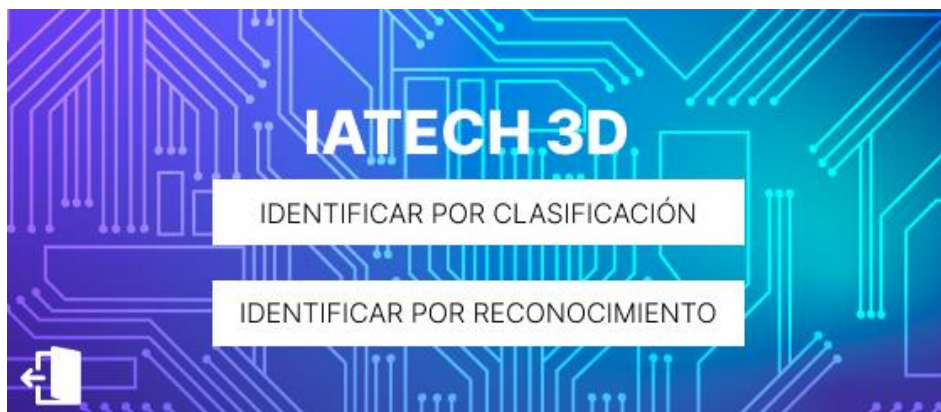 IATECH 3D
IDENTIFICAR POR CLASIFICACIÓN
IDENTIFICAR POR RECONOCIMIENTO